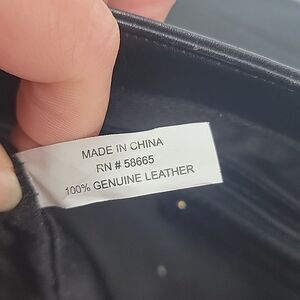 MADE IN CHINA
RN # 58665
100% GENUINE LEATHER